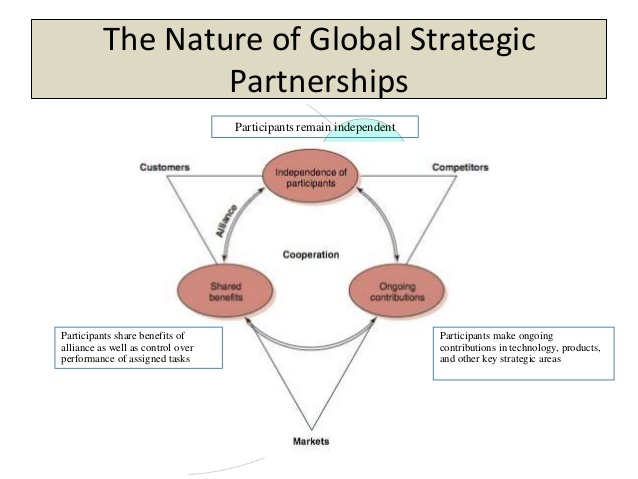 The Nature of Global Strategic
Partnerships
Participants remain independent
Customers
Independence of
participants
Competitors
Alliance
Cooperation
Shared
benefits
Ongoing
contributions
Participants share benefits of
alliance as well as control over
performance of assigned tasks
Participants make ongoing
contributions in technology, products,
and other key strategic areas
Markets